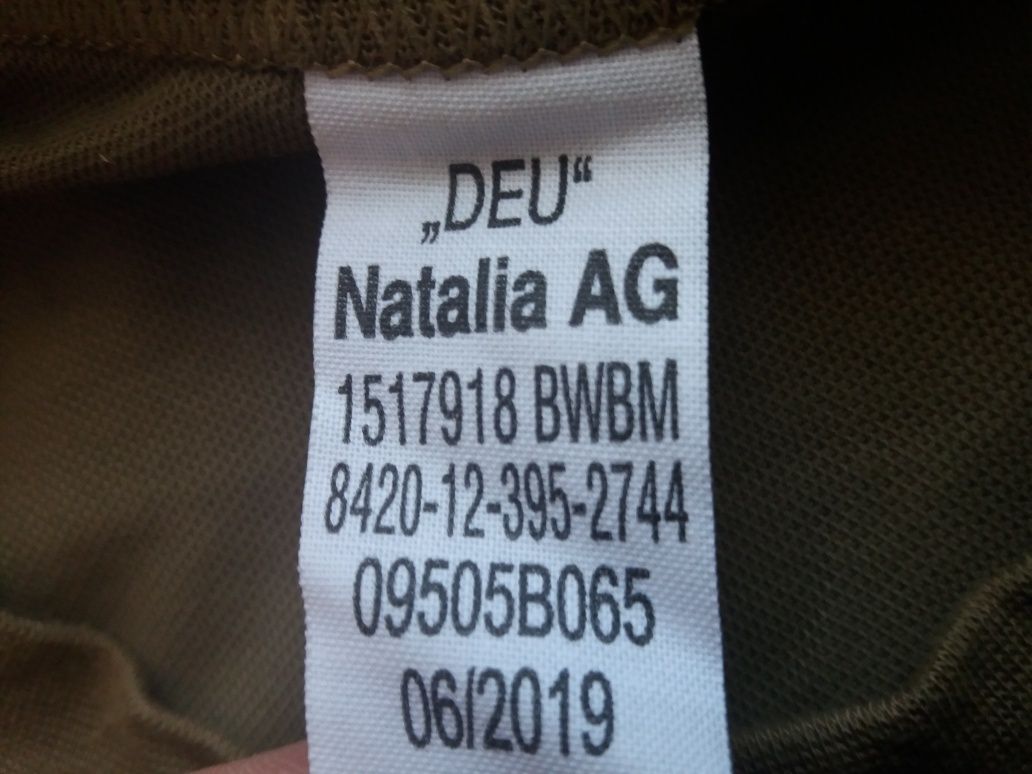 „DEU“
Natalia AG
1517918 BWBM
8420-12-395-2744
09505B065
06/2019